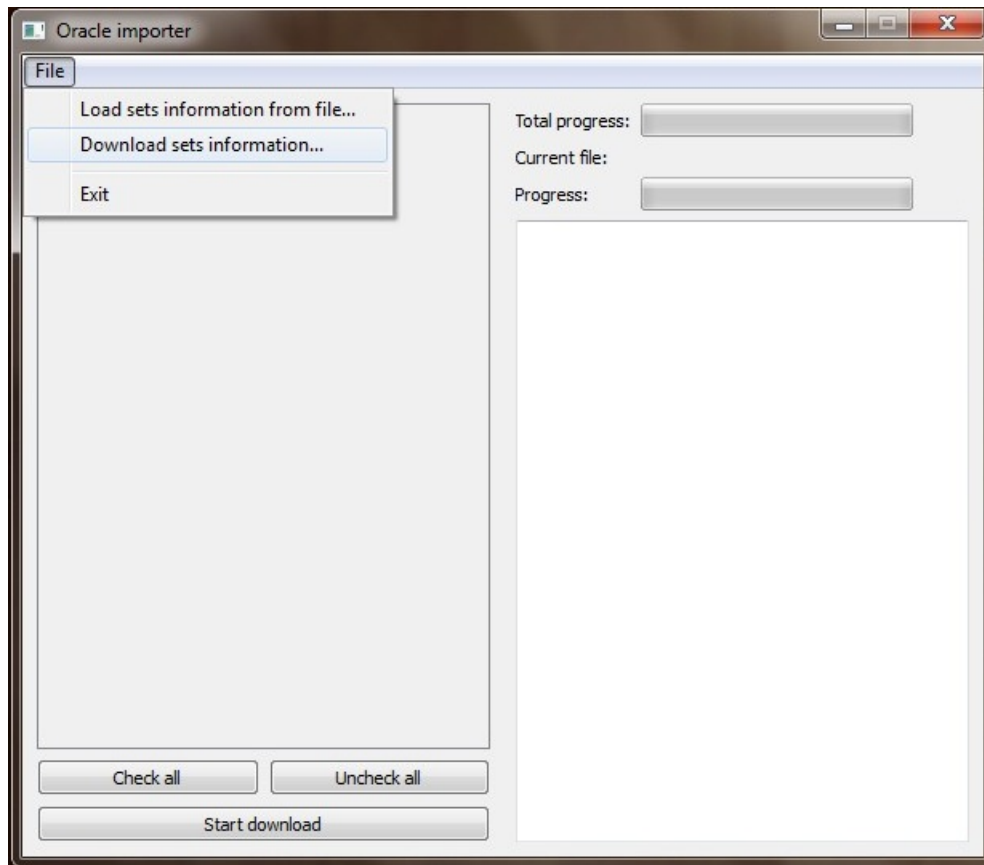 Oracle importer
File
Load sets information from file...
Download sets information...
Exit
Total progress:
Current file:
Progress:
Check all
Uncheck all
Start download